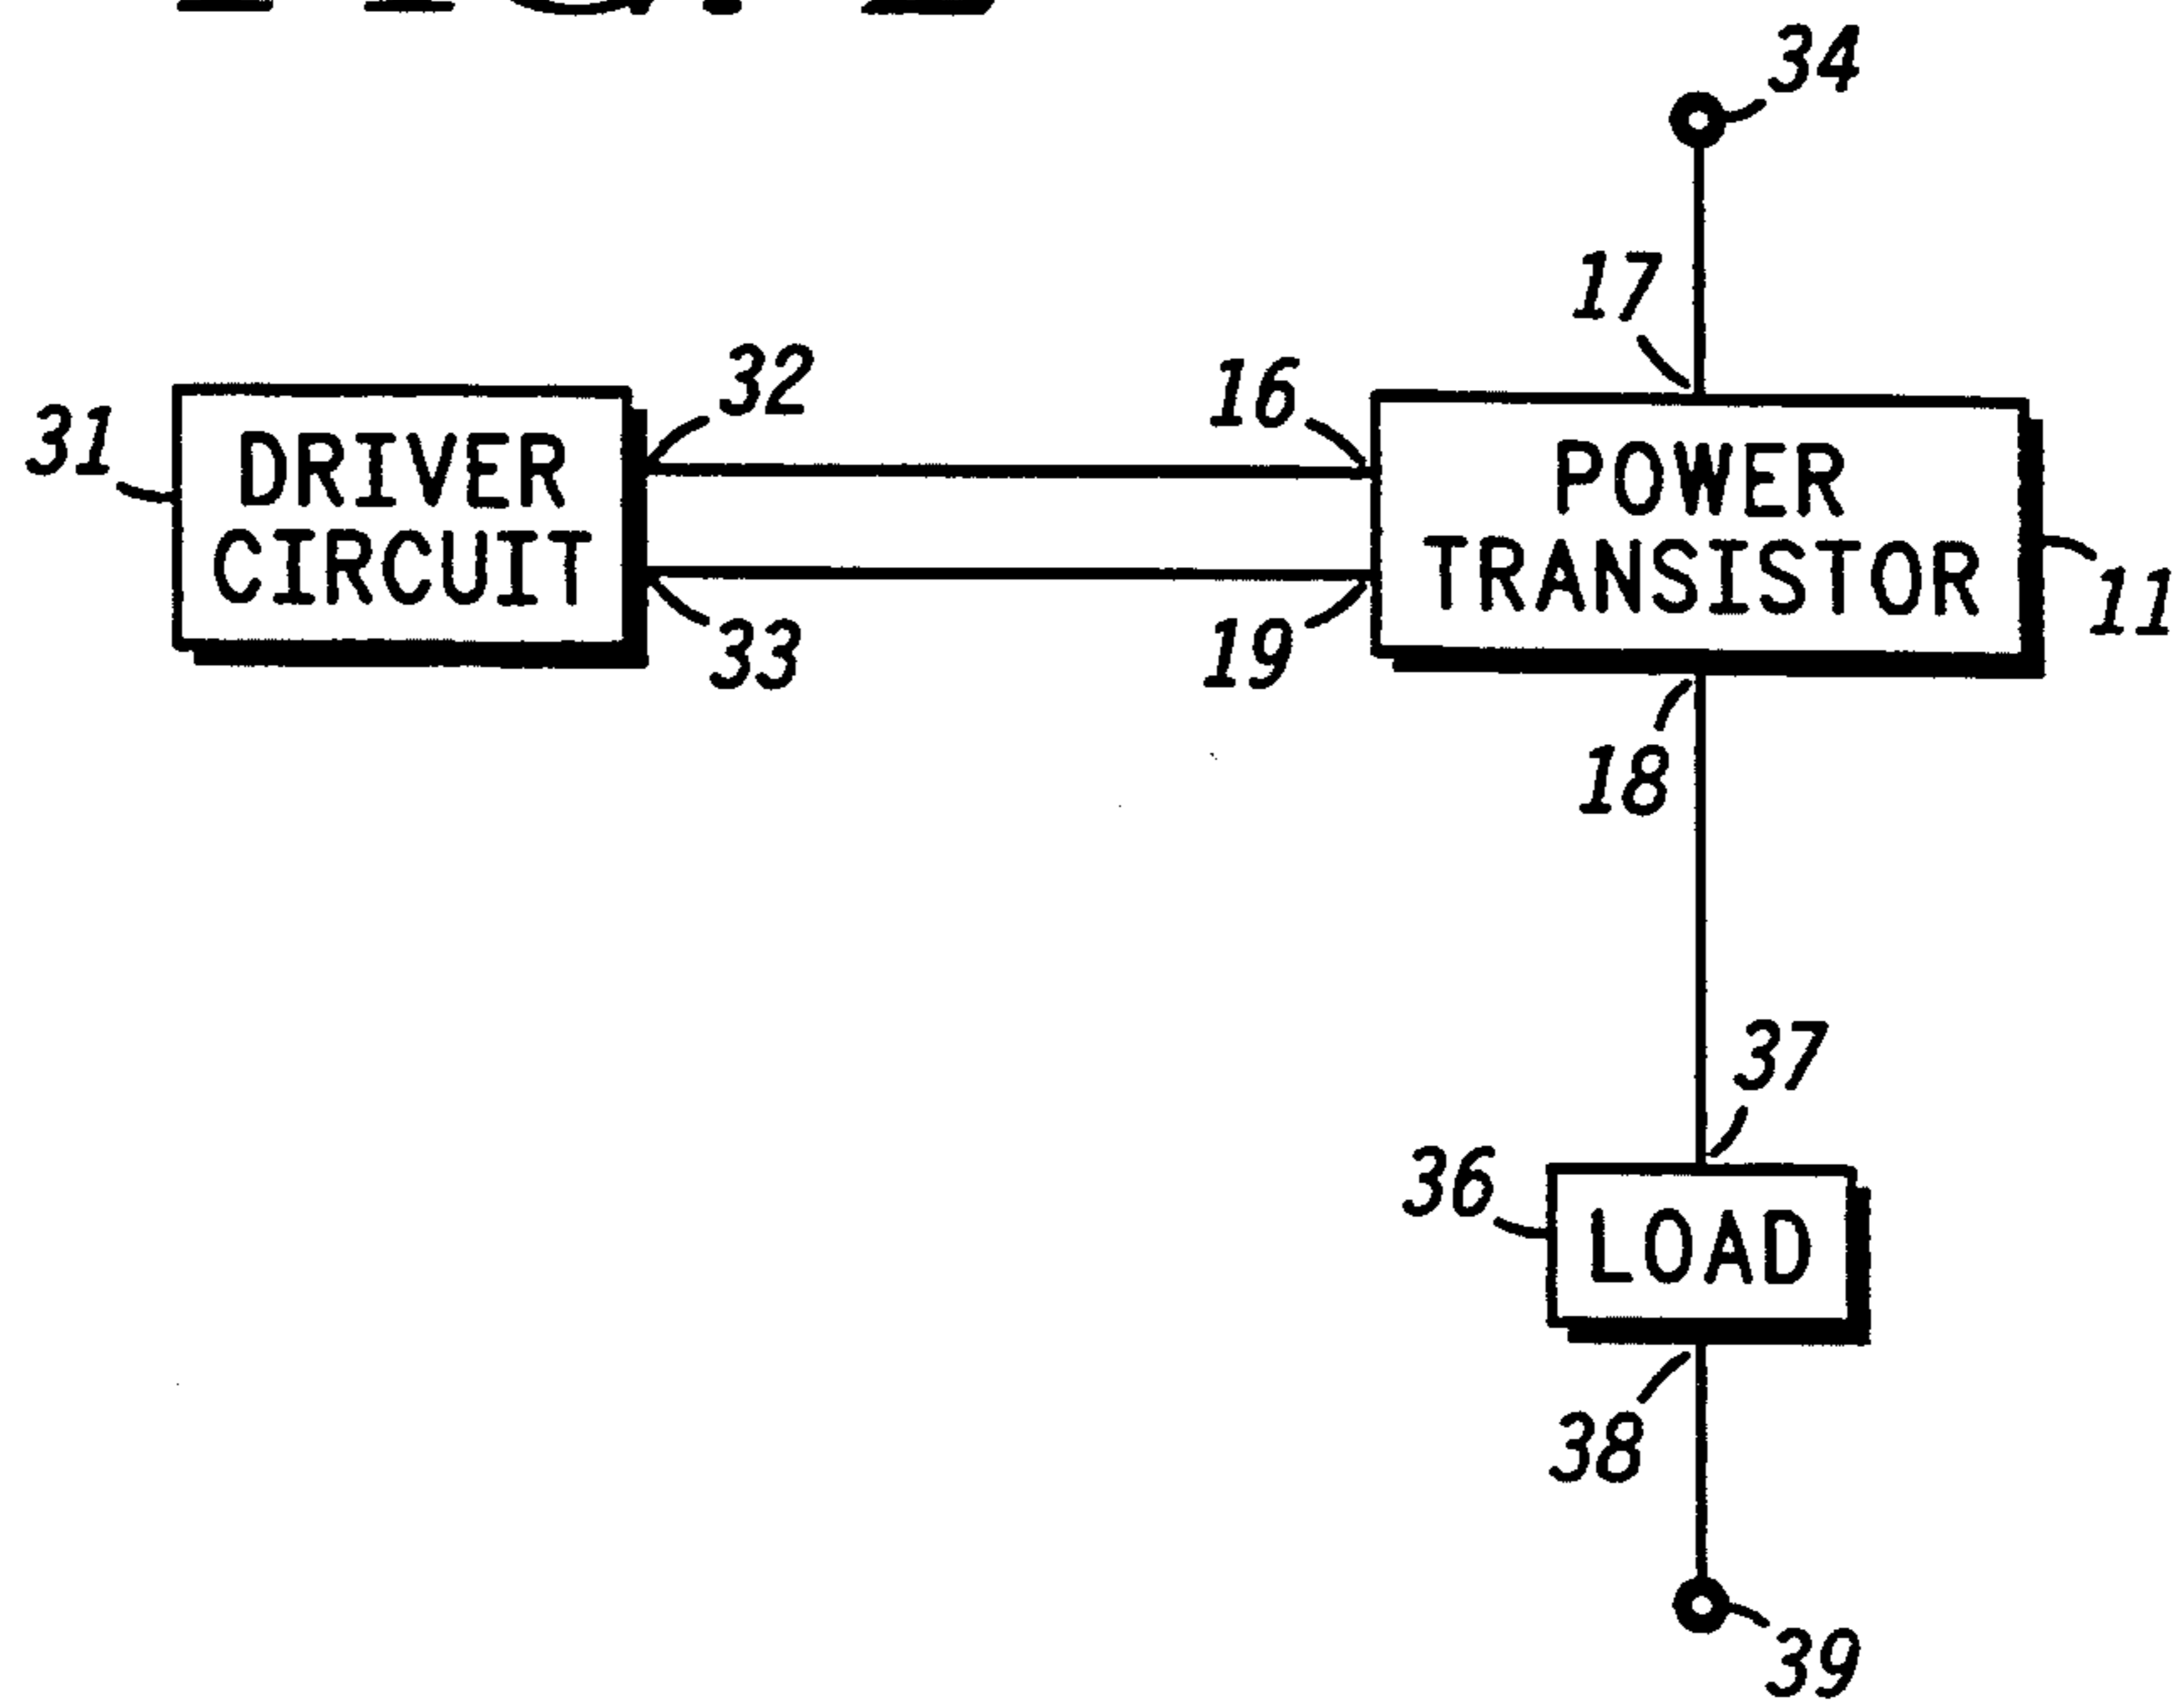 34
17
32
16
31
DRIVER
CIRCUIT
POWER
TRANSISTOR
11
33
19
18
37
36
LOAD
38
39